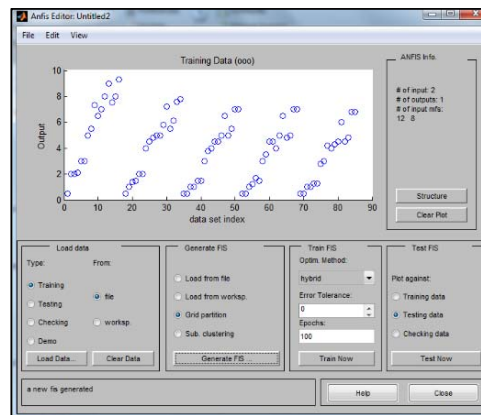 Anfis Editor: Untitled2
File Edit View
Training Data (ooo)
10
8
6
4
2
0
Output
0 10 20 30 40 50 60 70 80 90
data set index
ANFIS Info.
# of input: 2
# of outputs: 1
# of input mfs:
12 8
Structure
Clear Plot
Load data
Type: From:
Training
Testing
Checking
Demo
file
worksp.
Load Data...
Clear Data
Generate FIS
Load from file
Load from worksp.
Grid partition
Sub. clustering
Generate FIS ...
Train FIS
Optim. Method:
hybrid
Error Tolerance:
0
Epochs:
100
Train Now
Test FIS
Plot against:
Training data
Testing data
Checking data
Test Now
a new fis generated
Help
Close